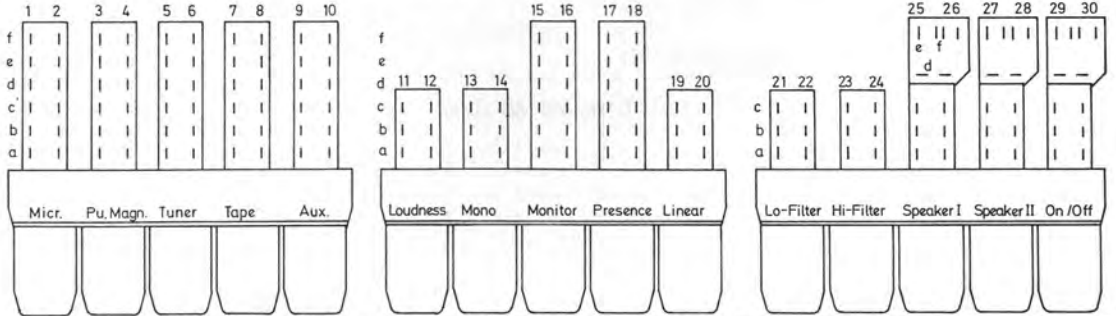 1 2 3 4 5 6 7 8 9 10
f
e
d
c
b
a
Micr. Pu. Magn. Tuner Tape Aux.
15 16 17 18
f
e
d 11 12 13 14 19 20
c
b
a
Loudness Mono Monitor Presence Linear
25 26 27 28 29 30
e f
d
21 22 23 24
c
b
a
Lo-Filter Hi-Filter Speaker I Speaker II On/Off